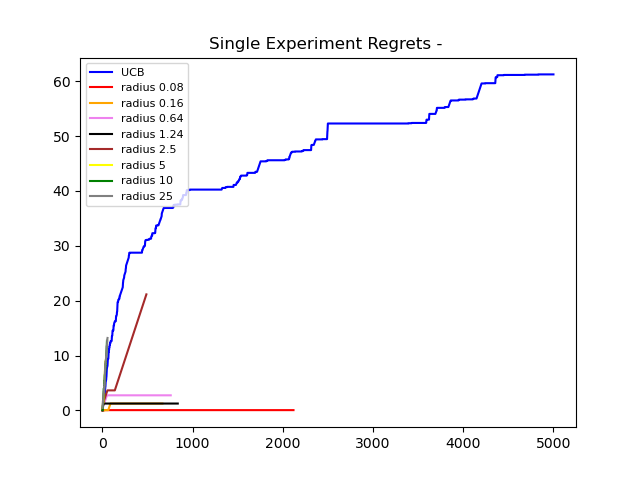 Single Experiment Regrets -
UCB
radius 0.08
radius 0.16
radius 0.64
radius 1.24
radius 2.5
radius 5
radius 10
radius 25
60
50
40
30
20
10
0
0 1000 2000 3000 4000 5000